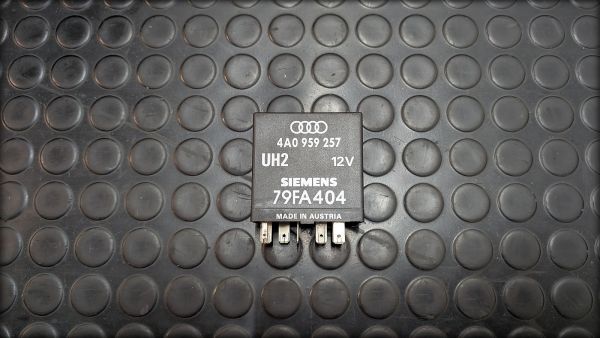 4A0 959 257
UH2 12V
SIEMENS
79FA404
MADE IN AUSTRIA